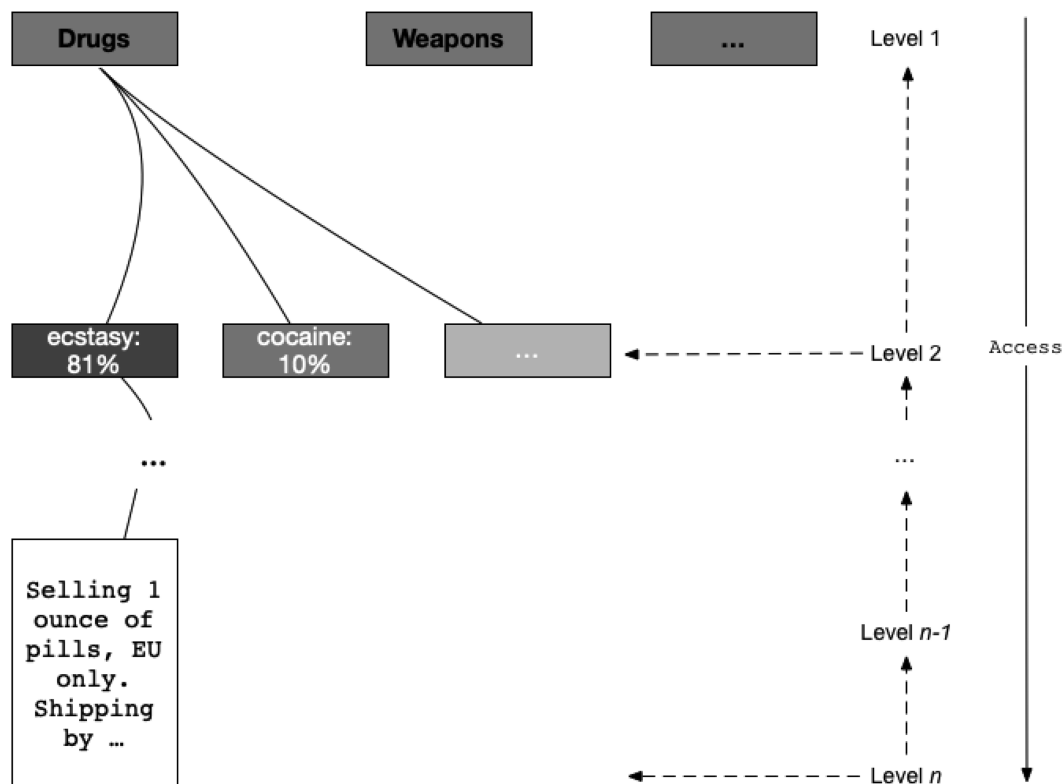 Drugs
Weapons
...
Level 1
ecstasy:
81%
cocaine:
10%
...
Level 2
Access
...
...
Selling 1
ounce of
pills, EU
only.
Shipping
by …
Level n-1
Level n